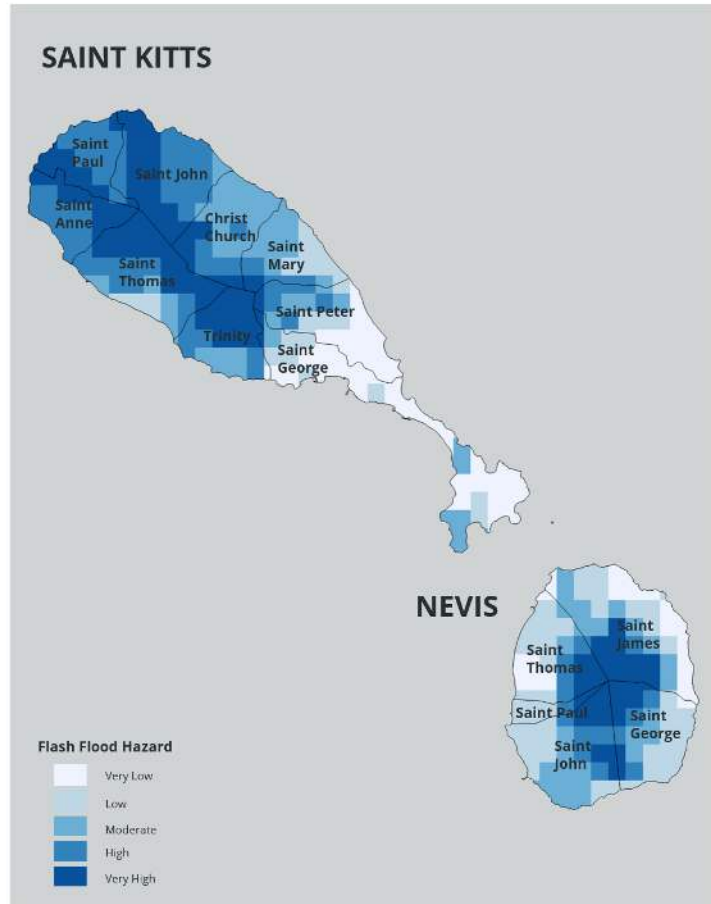 SAINT KITTS
Saint
Paul
Saint John
Saint
Anne
Christ
Church
Saint
Mary
Saint
Thomas
Saint Peter
Trinity
Saint
George
NEVIS
Saint
James
Saint
Thomas
Saint Paul
Saint
George
Saint
John
Flash Flood Hazard
Very Low
Low
Moderate
High
Very High